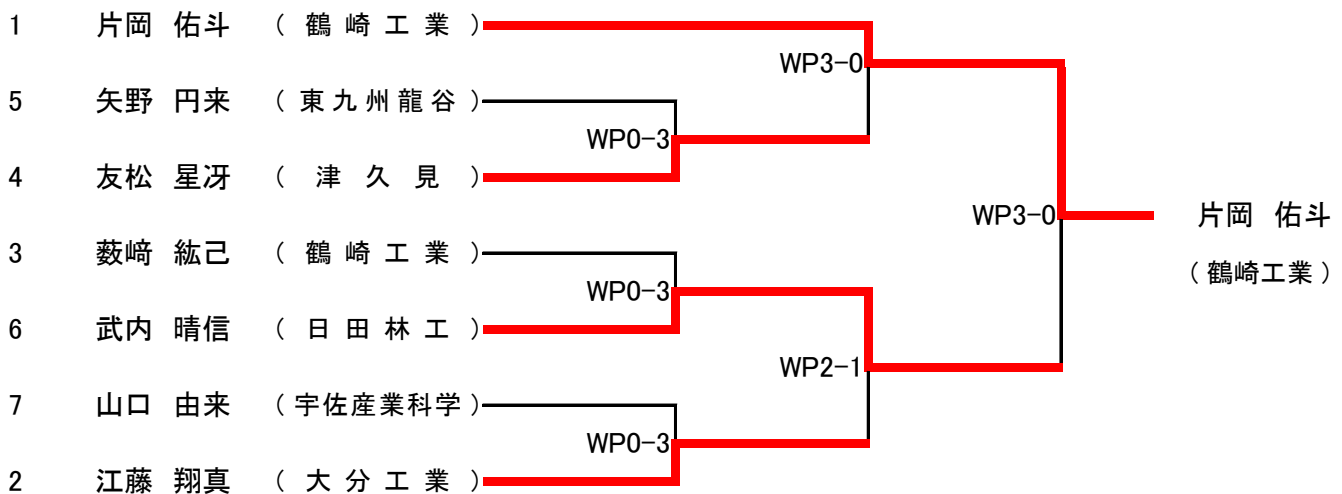 1 片岡 佑斗 （ 鶴 崎 工 業 ）
WP3-0
5 矢野 円来 （ 東 九 州 龍 谷 ）
WP0-3
4 友松 星冴 （ 津 久 見 ）
WP3-0 片岡 佑斗
3 薮﨑 紘己 （ 鶴 崎 工 業 ）
（ 鶴崎工業 ）
WP0-3
6 武内 晴信 （ 日 田 林 工 ）
WP2-1
7 山口 由来 （ 宇佐産業科学 ）
WP0-3
2 江藤 翔真 （ 大 分 工 業 ）